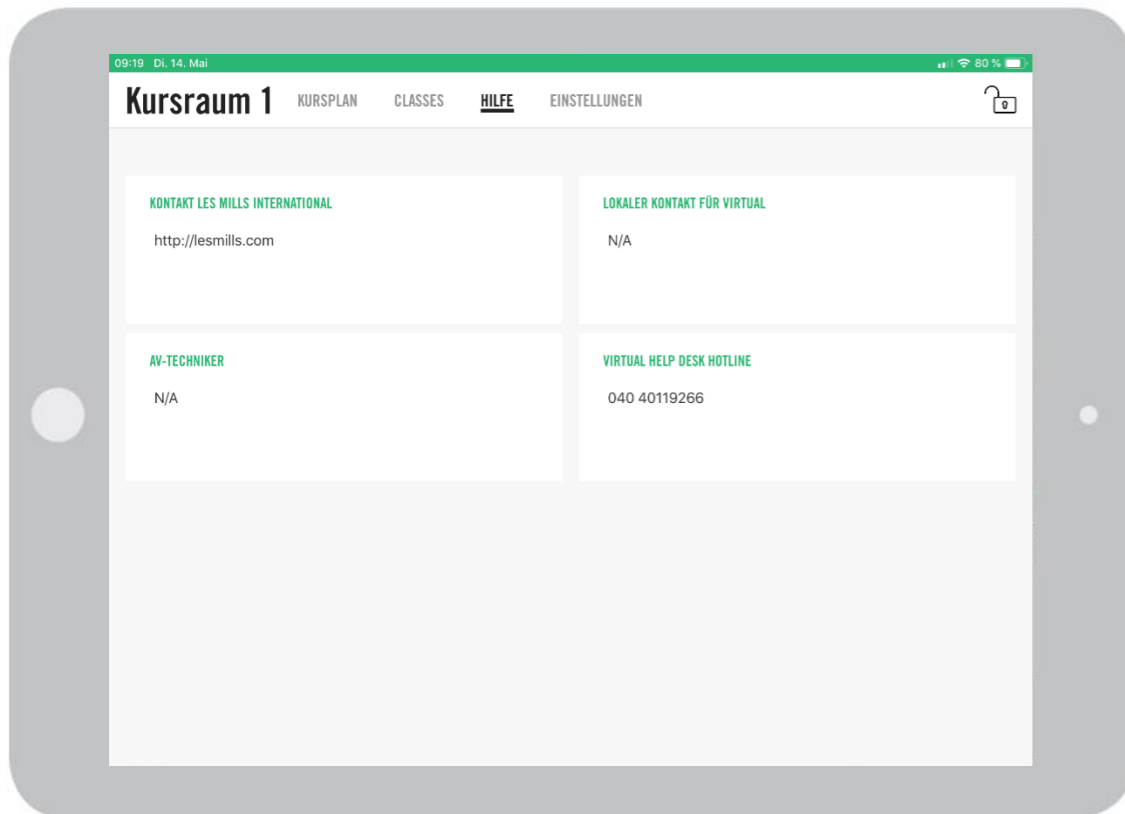 09:19 Di. 14. Mai 80 %
Kursraum 1 KURSPLAN CLASSES HILFE EINSTELLUNGEN
KONTAKT LES MILLS INTERNATIONAL
http://lesmills.com
LOKALER KONTAKT FÜR VIRTUAL
N/A
AV-TECHNIKER
N/A
VIRTUAL HELP DESK HOTLINE
040 40119266